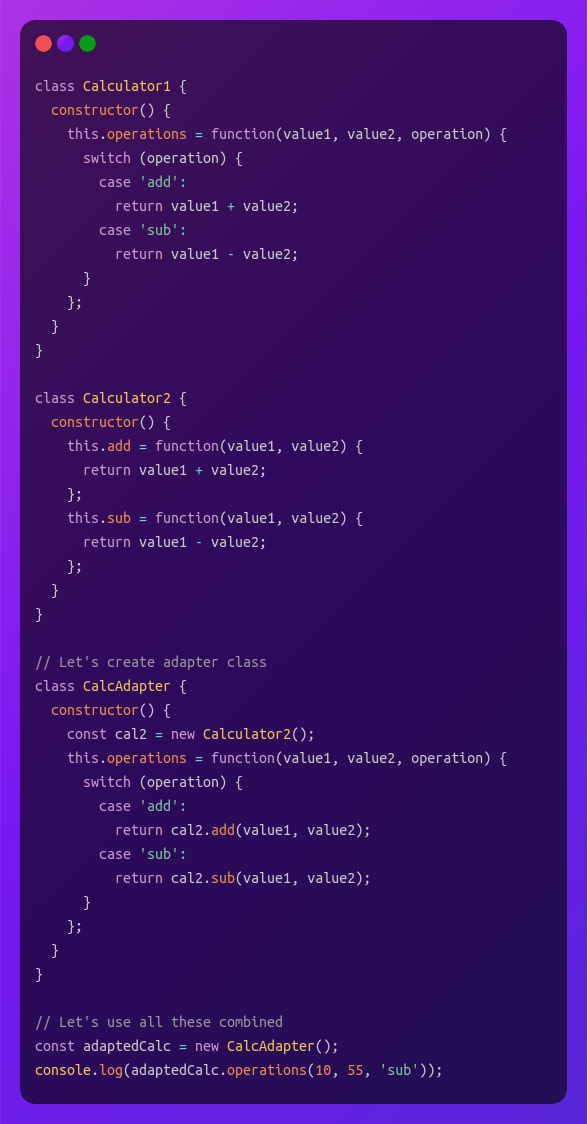 class Calculator1 {
  constructor() {
    this.operations = function(value1, value2, operation) {
      switch (operation) {
        case 'add':
          return value1 + value2;
        case 'sub':
          return value1 - value2;
      }
    };
  }
}

class Calculator2 {
  constructor() {
    this.add = function(value1, value2) {
      return value1 + value2;
    };
    this.sub = function(value1, value2) {
      return value1 - value2;
    };
  }
}

// Let's create adapter class
class CalcAdapter {
  constructor() {
    const cal2 = new Calculator2();
    this.operations = function(value1, value2, operation) {
      switch (operation) {
        case 'add':
          return cal2.add(value1, value2);
        case 'sub':
          return cal2.sub(value1, value2);
      }
    };
  }
}

// Let's use all these combined
const adaptedCalc = new CalcAdapter();
console.log(adaptedCalc.operations(10, 55, 'sub'));